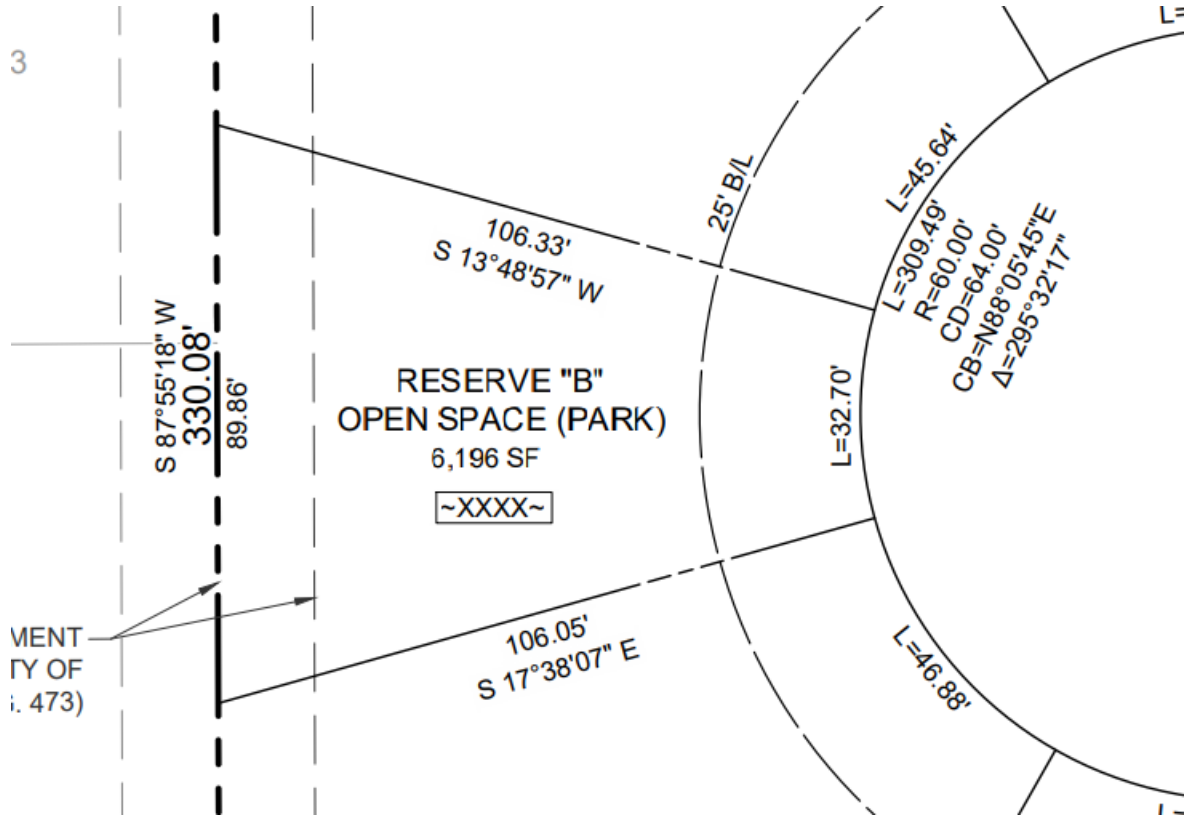 3
L=
L=45.64'
25' B/L
L=309.49'
R=60.00'
CD=64.00'
CB=N88°05'45"E
Δ=295°32'17"
106.33'
S 13°48'57" W
S 87°55'18" W
330.08'
89.86'
RESERVE "B"
OPEN SPACE (PARK)
6,196 SF
~XXXX~
L=32.70'
106.05'
S 17°38'07" E
L=46.88'
MENT
TY OF
. 473)
L=